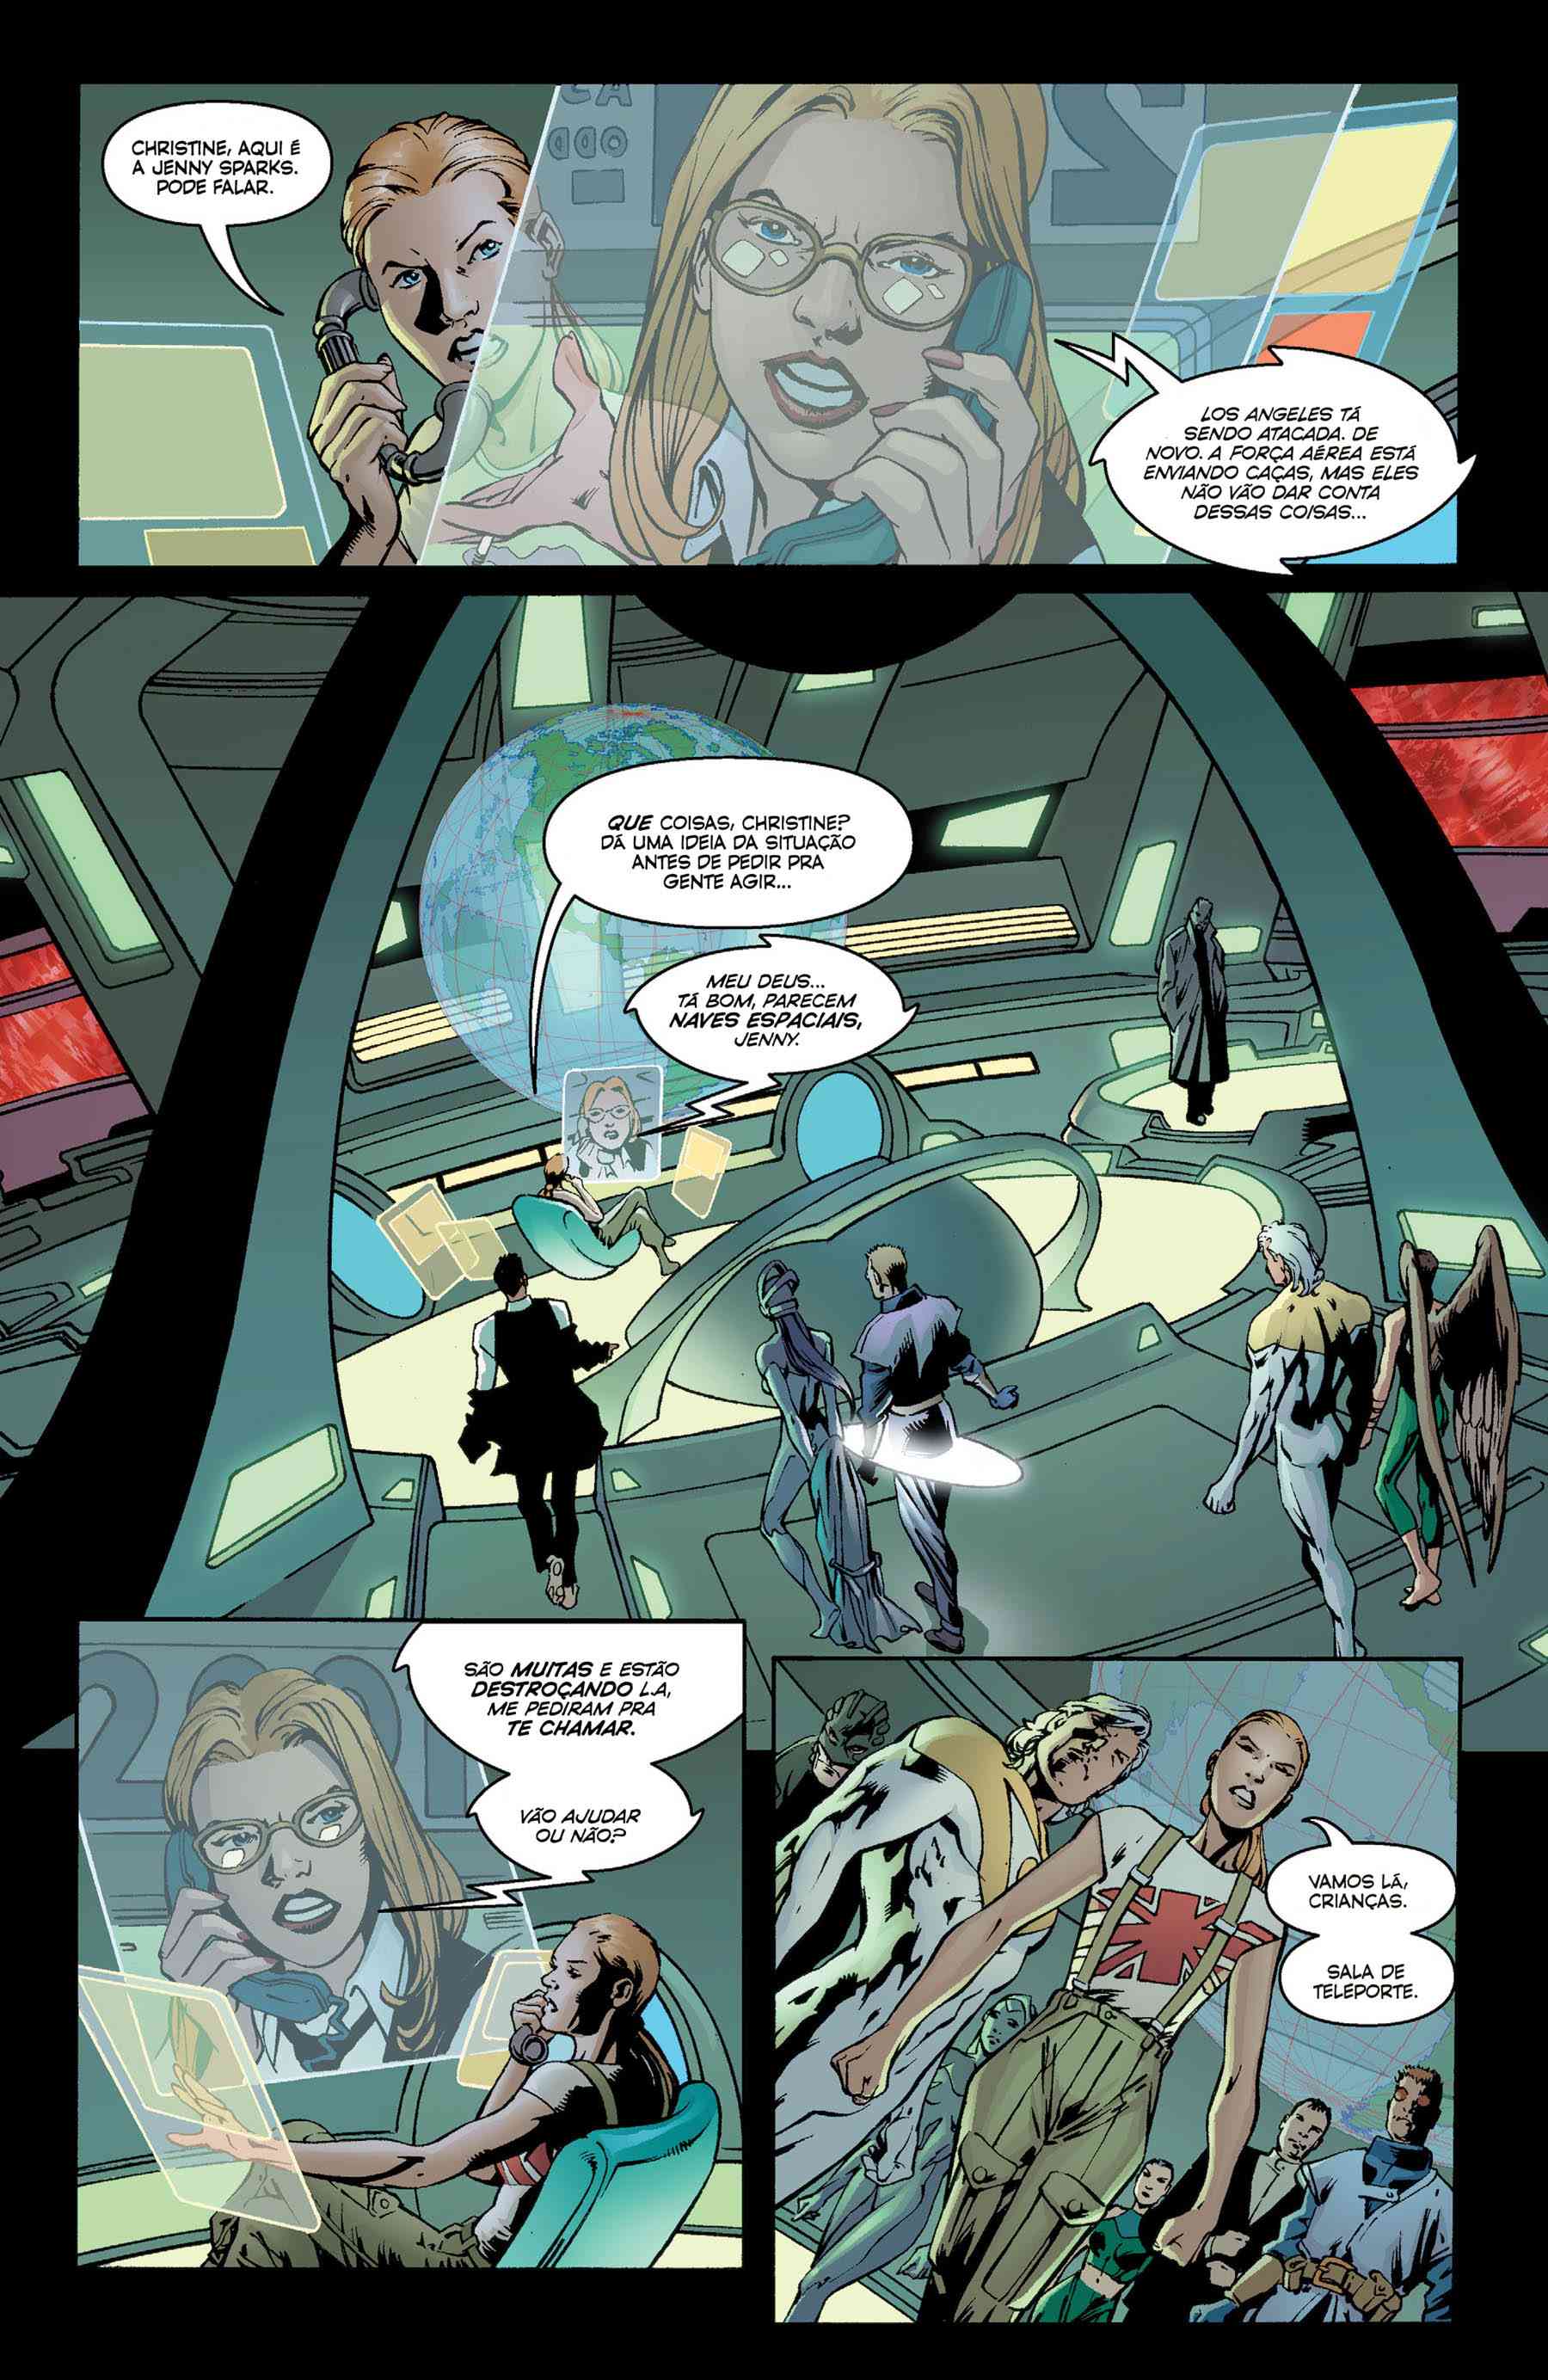 CHRISTINE, AQUI É
A JENNY SPARKS.
PODE FALAR.
LOS ANGELES TÁ
SENDO ATACADA. DE
NOVO. A FORÇA AÉREA ESTÁ
ENVIANDO CAÇAS, MAS ELES
NÃO VÃO DAR CONTA
DESSAS COISAS...
QUE COISAS, CHRISTINE?
DÁ UMA IDEIA DA SITUAÇÃO
ANTES DE PEDIR PRA
GENTE AGIR...
MEU DEUS...
TÁ BOM, PARECEM
NAVES ESPACIAIS,
JENNY.
SÃO MUITAS E ESTÃO
DESTROÇANDO L.A,
ME PEDIRAM PRA
TE CHAMAR.
VÃO AJUDAR
OU NÃO?
VAMOS LÁ,
CRIANÇAS.
SALA DE
TELEPORTE.